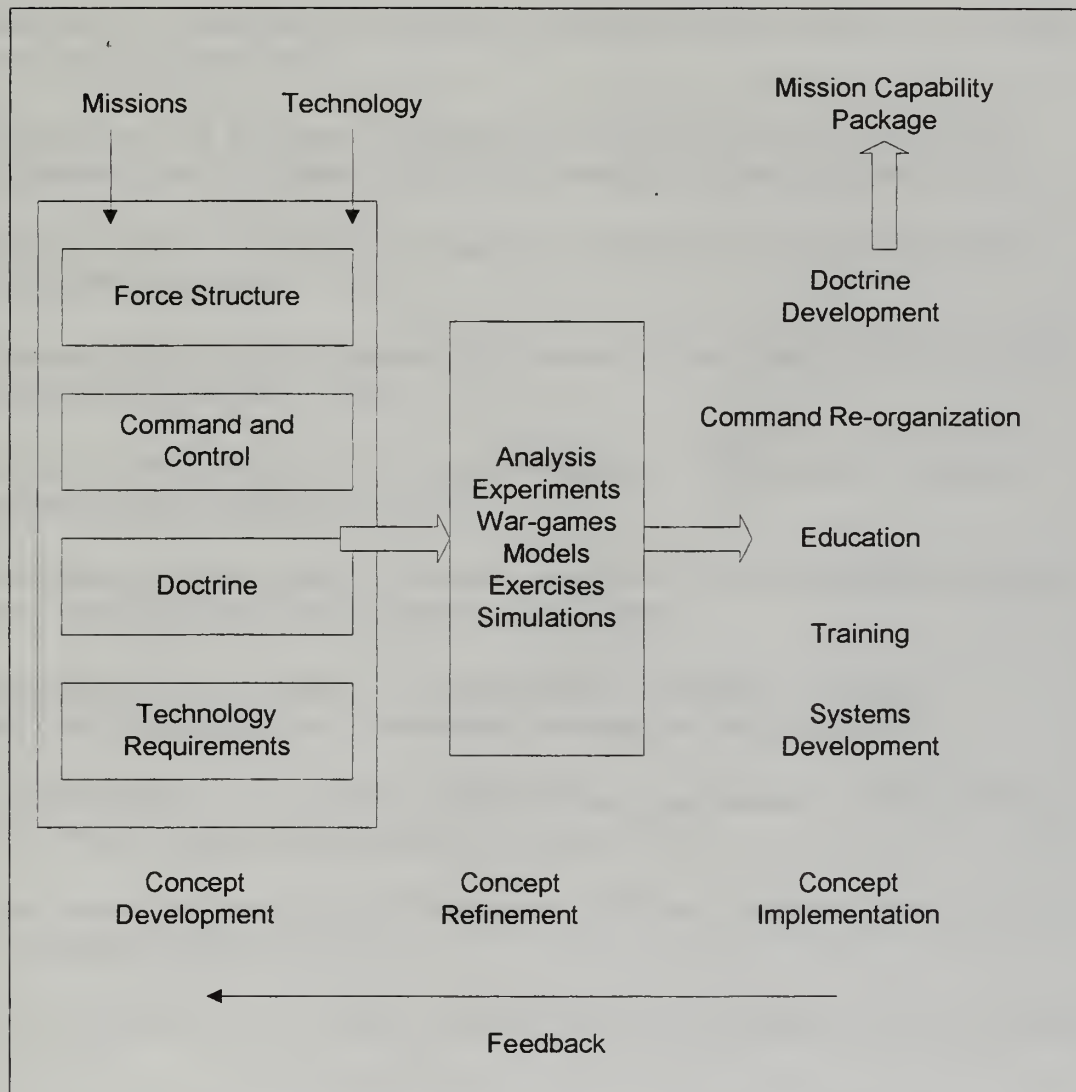 Missions
Technology
Force Structure
Command and
Control
Doctrine
Technology
Requirements
Analysis
Experiments
War-games
Models
Exercises
Simulations
Mission Capability
Package
Doctrine
Development
Command Re-organization
Education
Training
Systems
Development
Concept
Development
Concept
Refinement
Concept
Implementation
Feedback